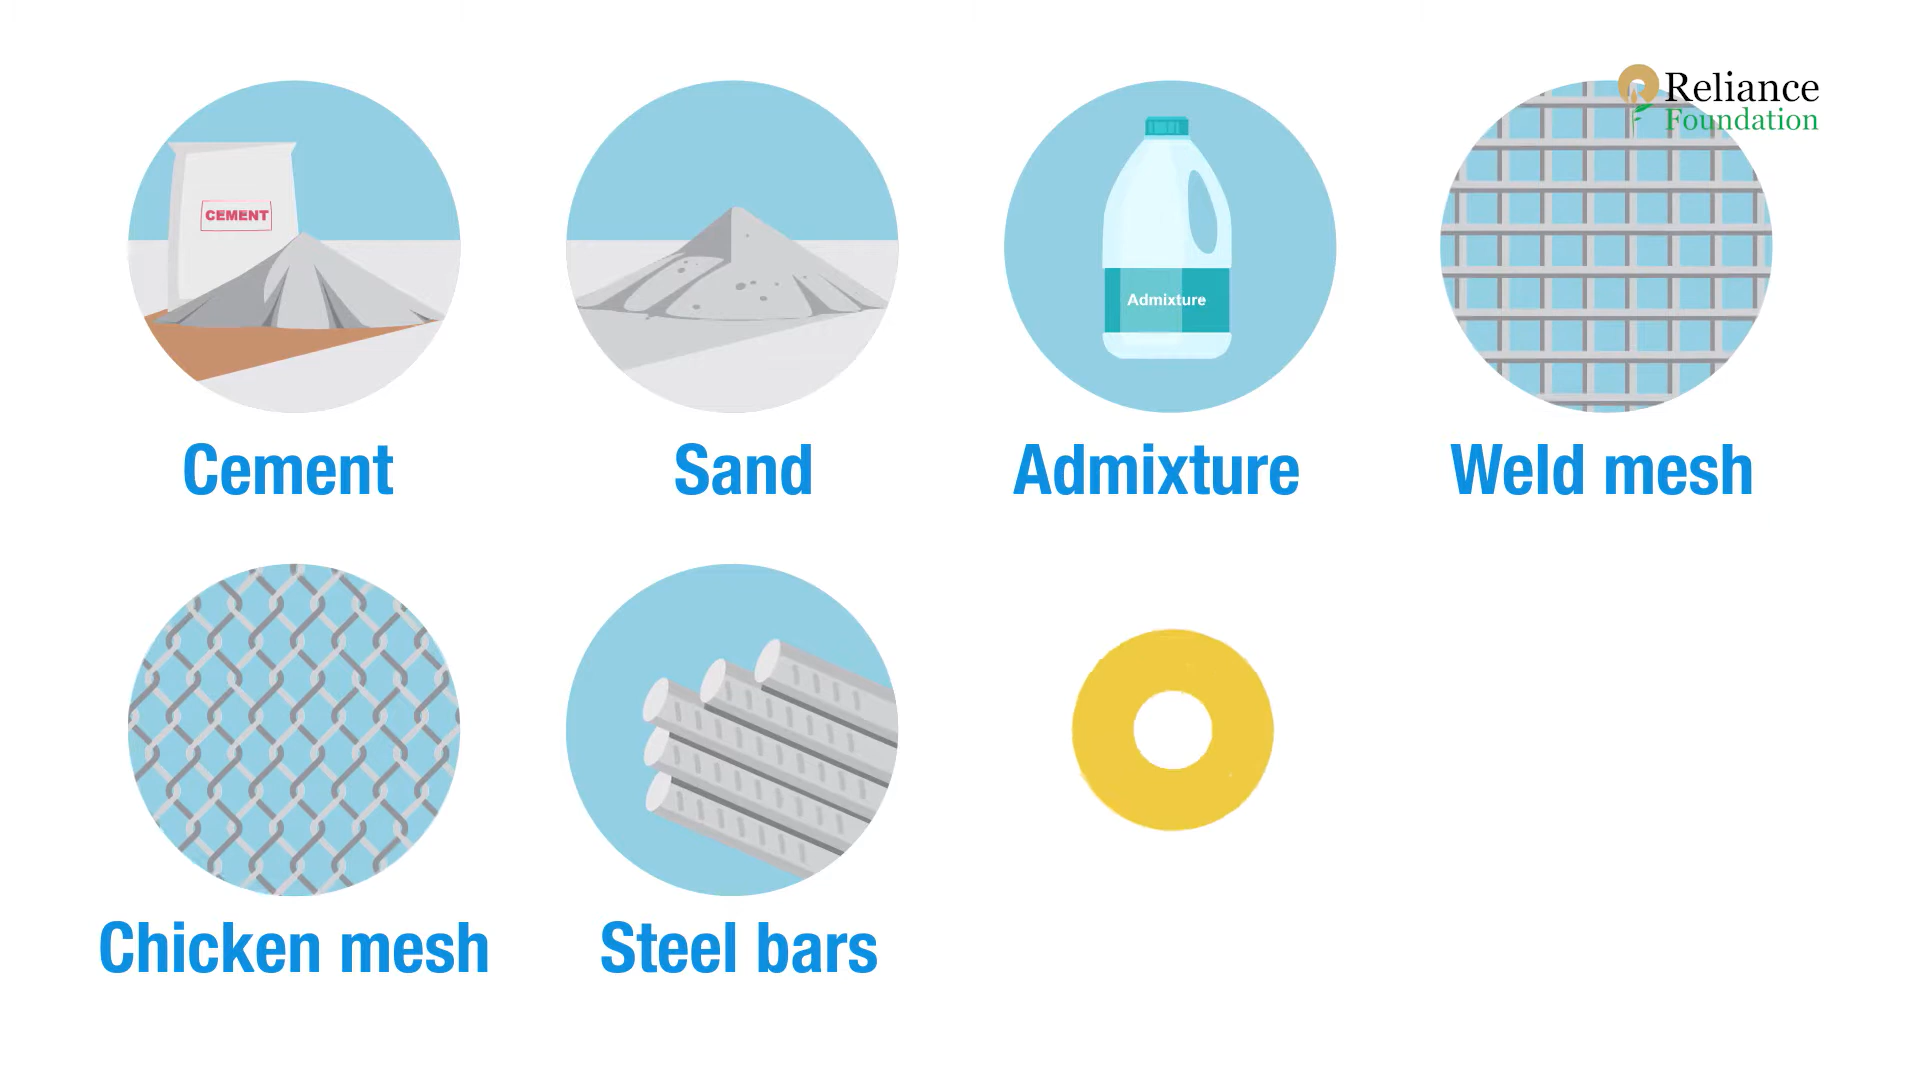 Reliance
Foundation
CEMENT
Admixture
Cement
Sand
Admixture
Weld mesh
Chicken mesh
Steel bars